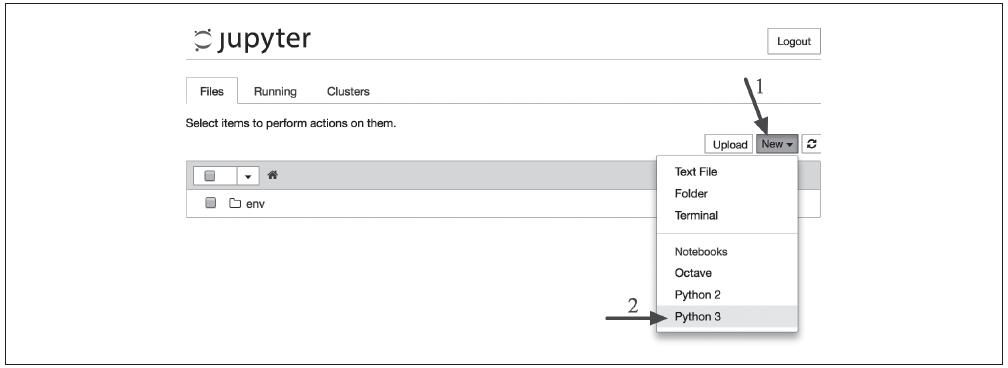 jupyter
Logout
Files Running Clusters
1
Select items to perform actions on them.
Upload New
Text File
env
Folder
Terminal
Notebooks
Octave
Python 2
2
Python 3